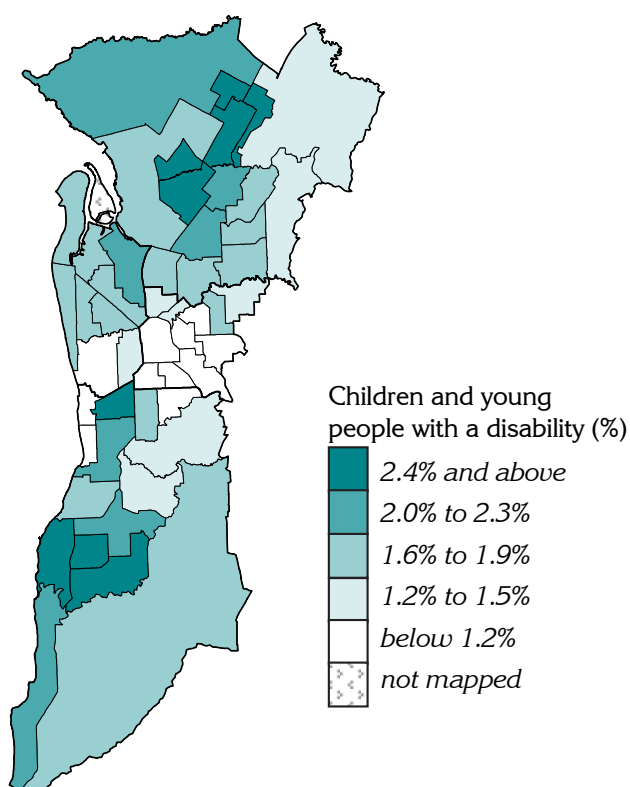 Children and young
people with a disability (%)
2.4% and above
2.0% to 2.3%
1.6% to 1.9%
1.2% to 1.5%
below 1.2%
not mapped